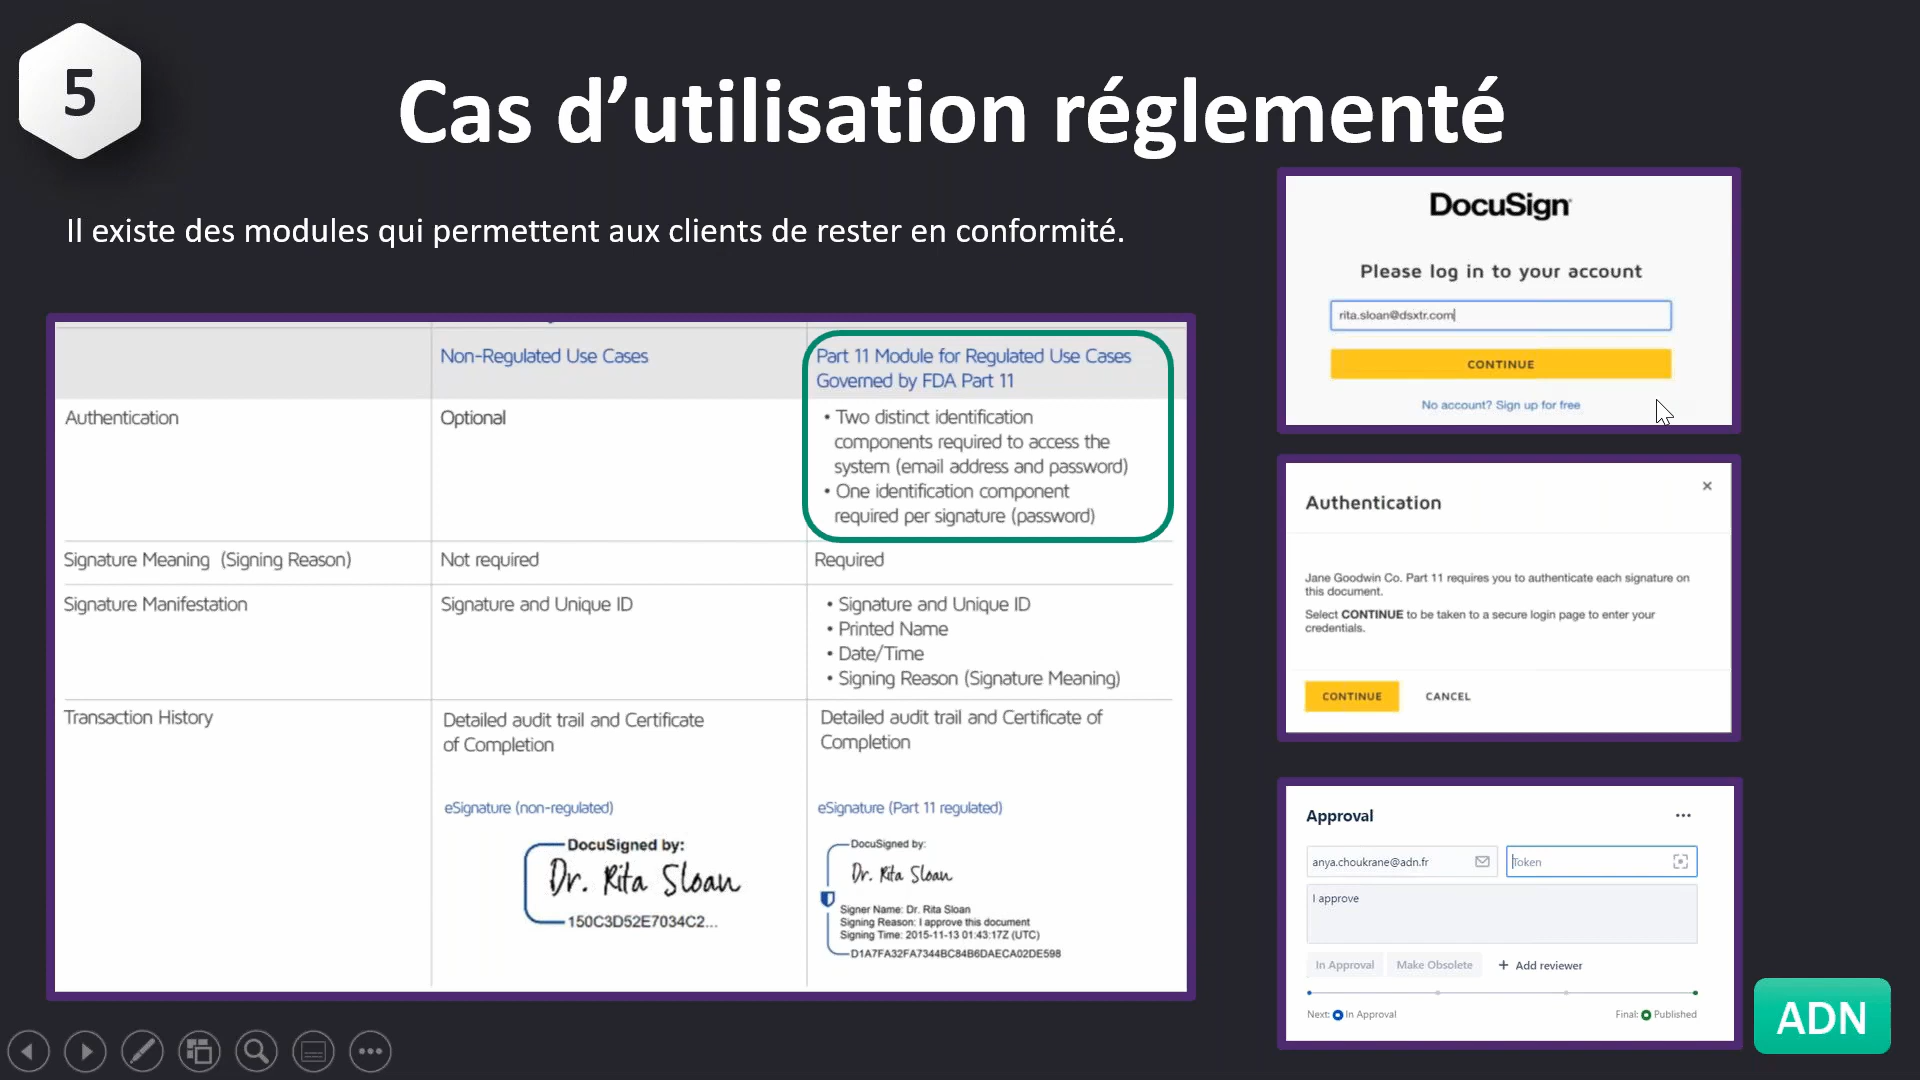 5
Cas d’utilisation réglementé
Il existe des modules qui permettent aux clients de rester en conformité.
Non-Regulated Use Cases
Part 11 Module for Regulated Use Cases
Governed by FDA Part 11
Authentication
Optional
• Two distinct identification
components required to access the
system (email address and password)
• One identification component
required per signature (password)
Signature Meaning (Signing Reason)
Not required
Required
Signature Manifestation
Signature and Unique ID
• Signature and Unique ID
• Printed Name
• Date/Time
• Signing Reason (Signature Meaning)
Transaction History
Detailed audit trail and Certificate
of Completion
Detailed audit trail and Certificate of
Completion
eSignature (non-regulated)
DocuSigned by:
Dr. Rita Sloan
150C3D52E7034C2...
eSignature (Part 11 regulated)
DocuSigned by:
Dr. Rita Sloan
Signer Name: Dr. Rita Sloan
Signing Reason: I approve this document
Signing Time: 2015-11-13 01:43:17Z (UTC)
D1A7FA32FA7344BC84B6DAECA02DE598
DocuSign
Please log in to your account
rita.sloan@dsxtr.com
CONTINUE
No account? Sign up for free
Authentication
Jane Goodwin Co. Part 11 requires you to authenticate each signature on
this document.
Select CONTINUE to be taken to a secure login page to enter your
credentials.
CONTINUE
CANCEL
Approval
anya.choukrane@adn.fr
Token
I approve
In Approval
Make Obsolete
+ Add reviewer
Next: In Approval
Final: Published
ADN